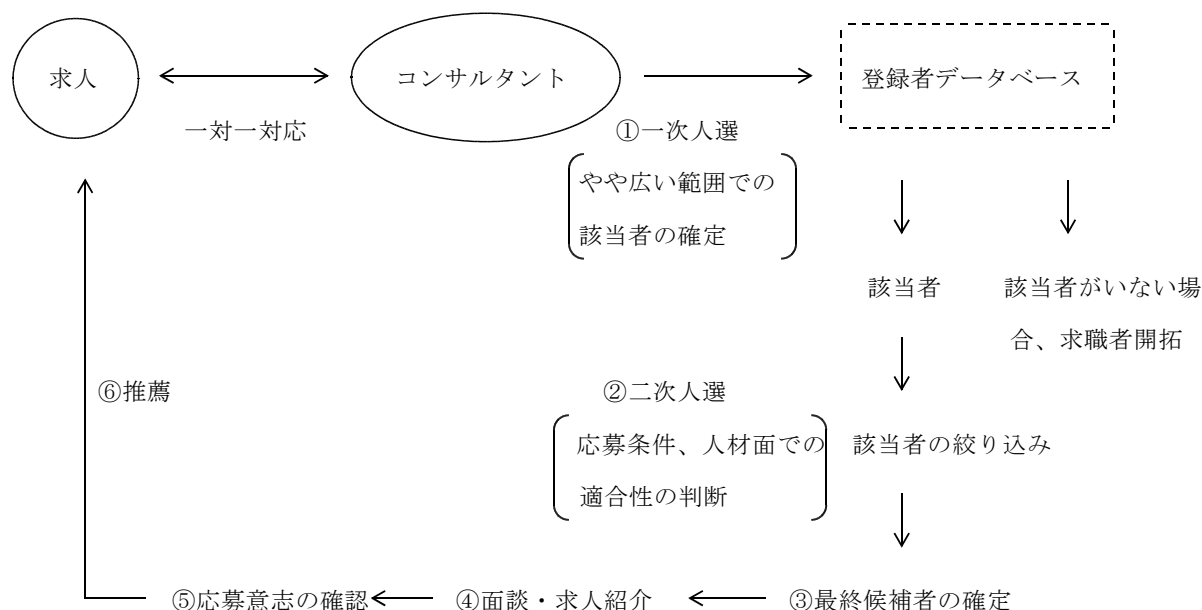 求人
コンサルタント
登録者データベース
一対一対応
①一次人選
やや広い範囲での
該当者の確定
該当者
該当者がいない場
合、求職者開拓
⑥推薦
②二次人選
応募条件、人材面での
適合性の判断
該当者の絞り込み
⑤応募意志の確認
④面談・求人紹介
③最終候補者の確定